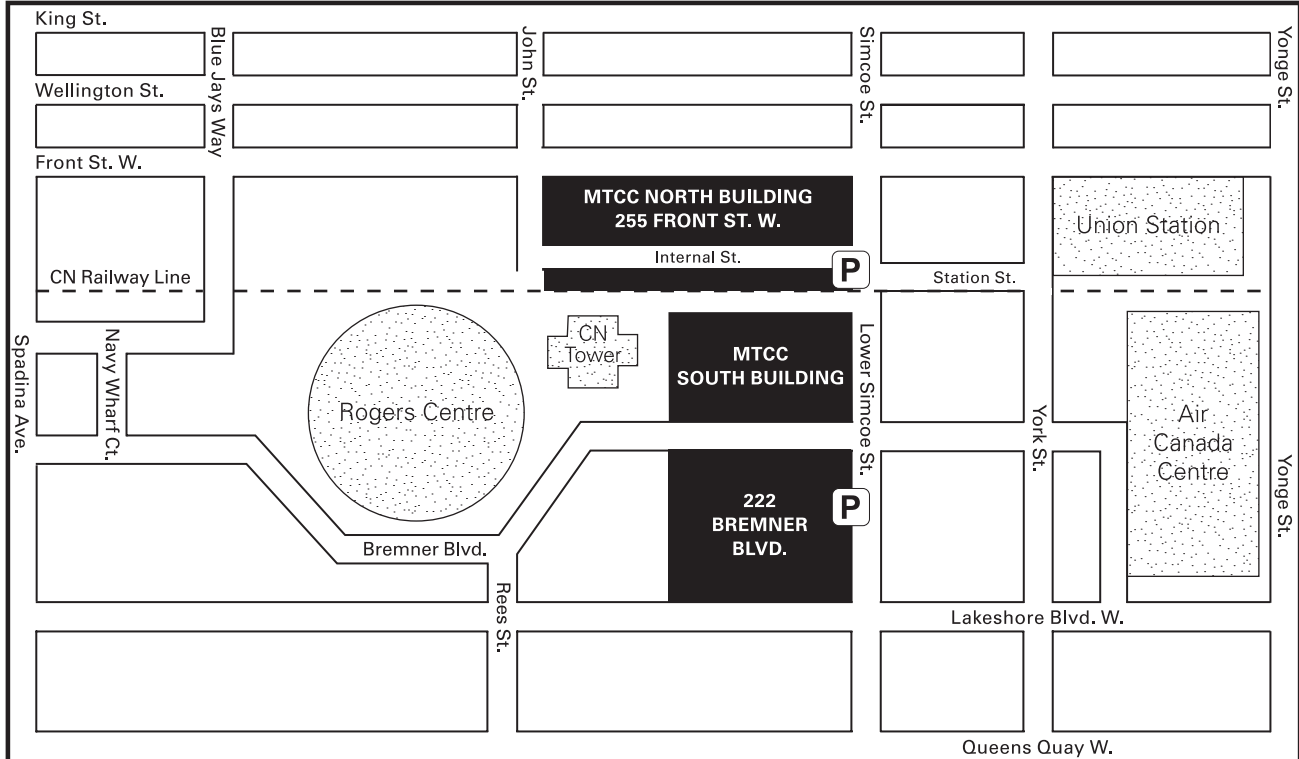 King St.
Blue Jays Way
John St.
Simcoe St.
Yonge St.
Wellington St.
Front St. W.
MTCC NORTH BUILDING
255 FRONT ST. W.
Union Station
Internal St.
P
CN Railway Line
Station St.
Spadina Ave.
Navy Wharf Ct.
CN
Tower
MTCC
SOUTH BUILDING
Lower Simcoe St.
Rogers Centre
York St.
Air
Canada
Centre
Yonge St.
222
BREMNER
BLVD.
P
Bremner Blvd.
Rees St.
Lakeshore Blvd. W.
Queens Quay W.